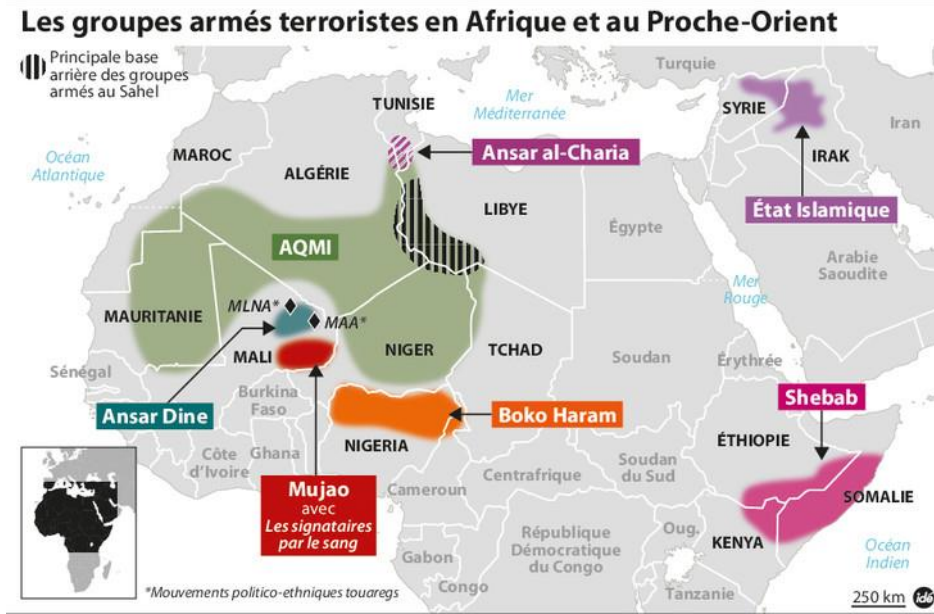 Les groupes armés terroristes en Afrique et au Proche-Orient
Principale base
arrière des groupes
armés au Sahel
Turquie
Mer
Méditerranée
TUNISIE
SYRIE
Iran
Océan
Atlantique
MAROC
Ansar al-Charia
IRAK
ALGÉRIE
LIBYE
État Islamique
Égypte
AQMI
Arabie
Saoudite
Mer
Rouge
MLNA*
MAURITANIE
MAA*
MALI
NIGER
TCHAD
Soudan
Érythrée
Sénégal
Burkina
Faso
Shebab
Ansar Dine
Boko Haram
NIGERIA
ÉTHIOPIE
Côte
d'Ivoire
Ghana
Soudan
du Sud
Centrafrique
Mujao
avec
Les signataires
par le sang
Cameroun
SOMALIE
République
Démocratique
du Congo
Oug.
KENYA
Océan
Indien
Gabon
Congo
Tanzanie
*Mouvements politico-ethniques touaregs
250 km
idé